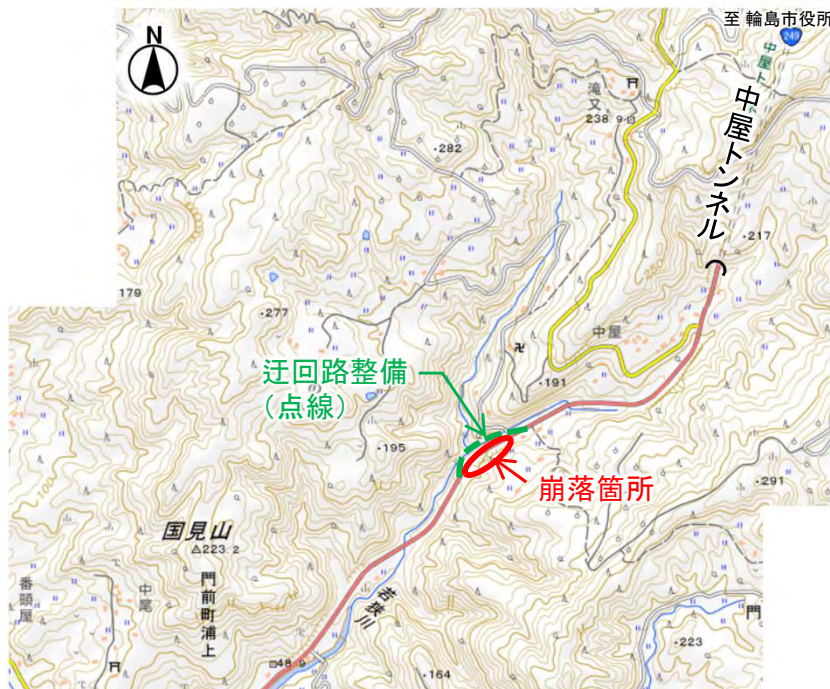 至 輪島市役所
N
249
中屋ト
中屋トンネル
滝又
238.9
・282
・217
179
・277
中屋
迂回路整備
（点線）
・191
・195
崩落箇所
・291
100
国見山
△223.2
門前町浦上
中尾
番頭屋
若狭川
門
・223
48.9
・164